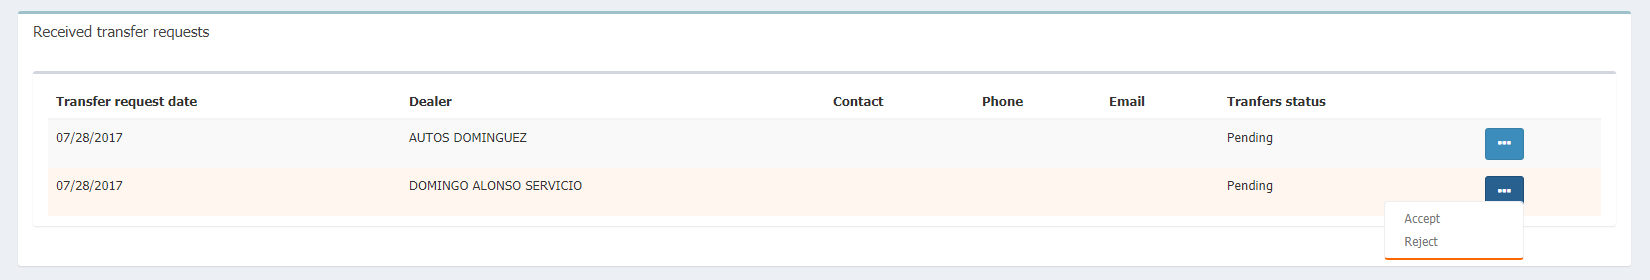 Received transfer requests
Transfer request date Dealer Contact Phone Email Tranfers status
07/28/2017 AUTOS DOMINGUEZ Pending
07/28/2017 DOMINGO ALONSO SERVICIO Pending
Accept
Reject